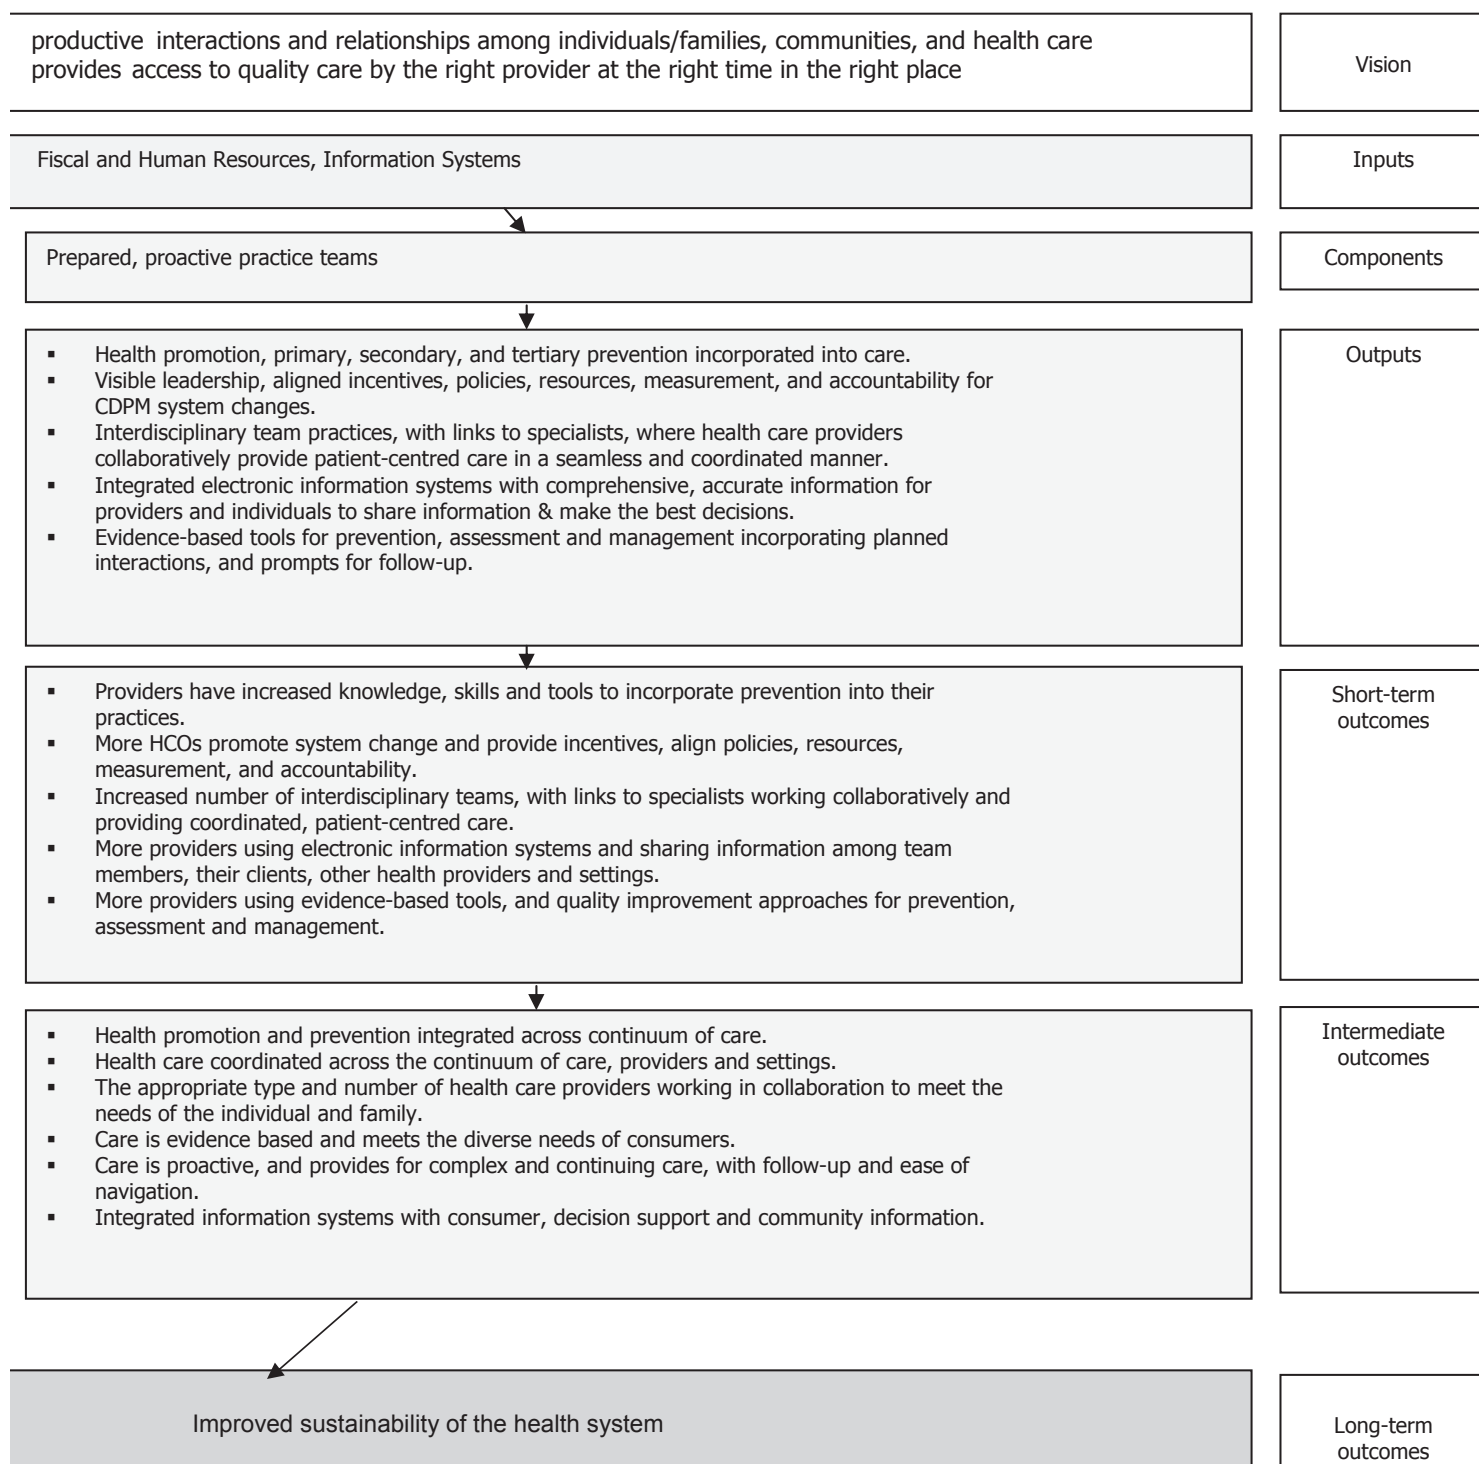 productive interactions and relationships among individuals/families, communities, and health care
provides access to quality care by the right provider at the right time in the right place
Vision
Fiscal and Human Resources, Information Systems
Inputs
Prepared, proactive practice teams
Components
▪ Health promotion, primary, secondary, and tertiary prevention incorporated into care.
▪ Visible leadership, aligned incentives, policies, resources, measurement, and accountability for
CDPM system changes.
▪ Interdisciplinary team practices, with links to specialists, where health care providers
collaboratively provide patient-centred care in a seamless and coordinated manner.
▪ Integrated electronic information systems with comprehensive, accurate information for
providers and individuals to share information & make the best decisions.
▪ Evidence-based tools for prevention, assessment and management incorporating planned
interactions, and prompts for follow-up.
Outputs
▪ Providers have increased knowledge, skills and tools to incorporate prevention into their
practices.
▪ More HCOs promote system change and provide incentives, align policies, resources,
measurement, and accountability.
▪ Increased number of interdisciplinary teams, with links to specialists working collaboratively and
providing coordinated, patient-centred care.
▪ More providers using electronic information systems and sharing information among team
members, their clients, other health providers and settings.
▪ More providers using evidence-based tools, and quality improvement approaches for prevention,
assessment and management.
Short-term
outcomes
▪ Health promotion and prevention integrated across continuum of care.
▪ Health care coordinated across the continuum of care, providers and settings.
▪ The appropriate type and number of health care providers working in collaboration to meet the
needs of the individual and family.
▪ Care is evidence based and meets the diverse needs of consumers.
▪ Care is proactive, and provides for complex and continuing care, with follow-up and ease of
navigation.
▪ Integrated information systems with consumer, decision support and community information.
Intermediate
outcomes
Improved sustainability of the health system
Long-term
outcomes